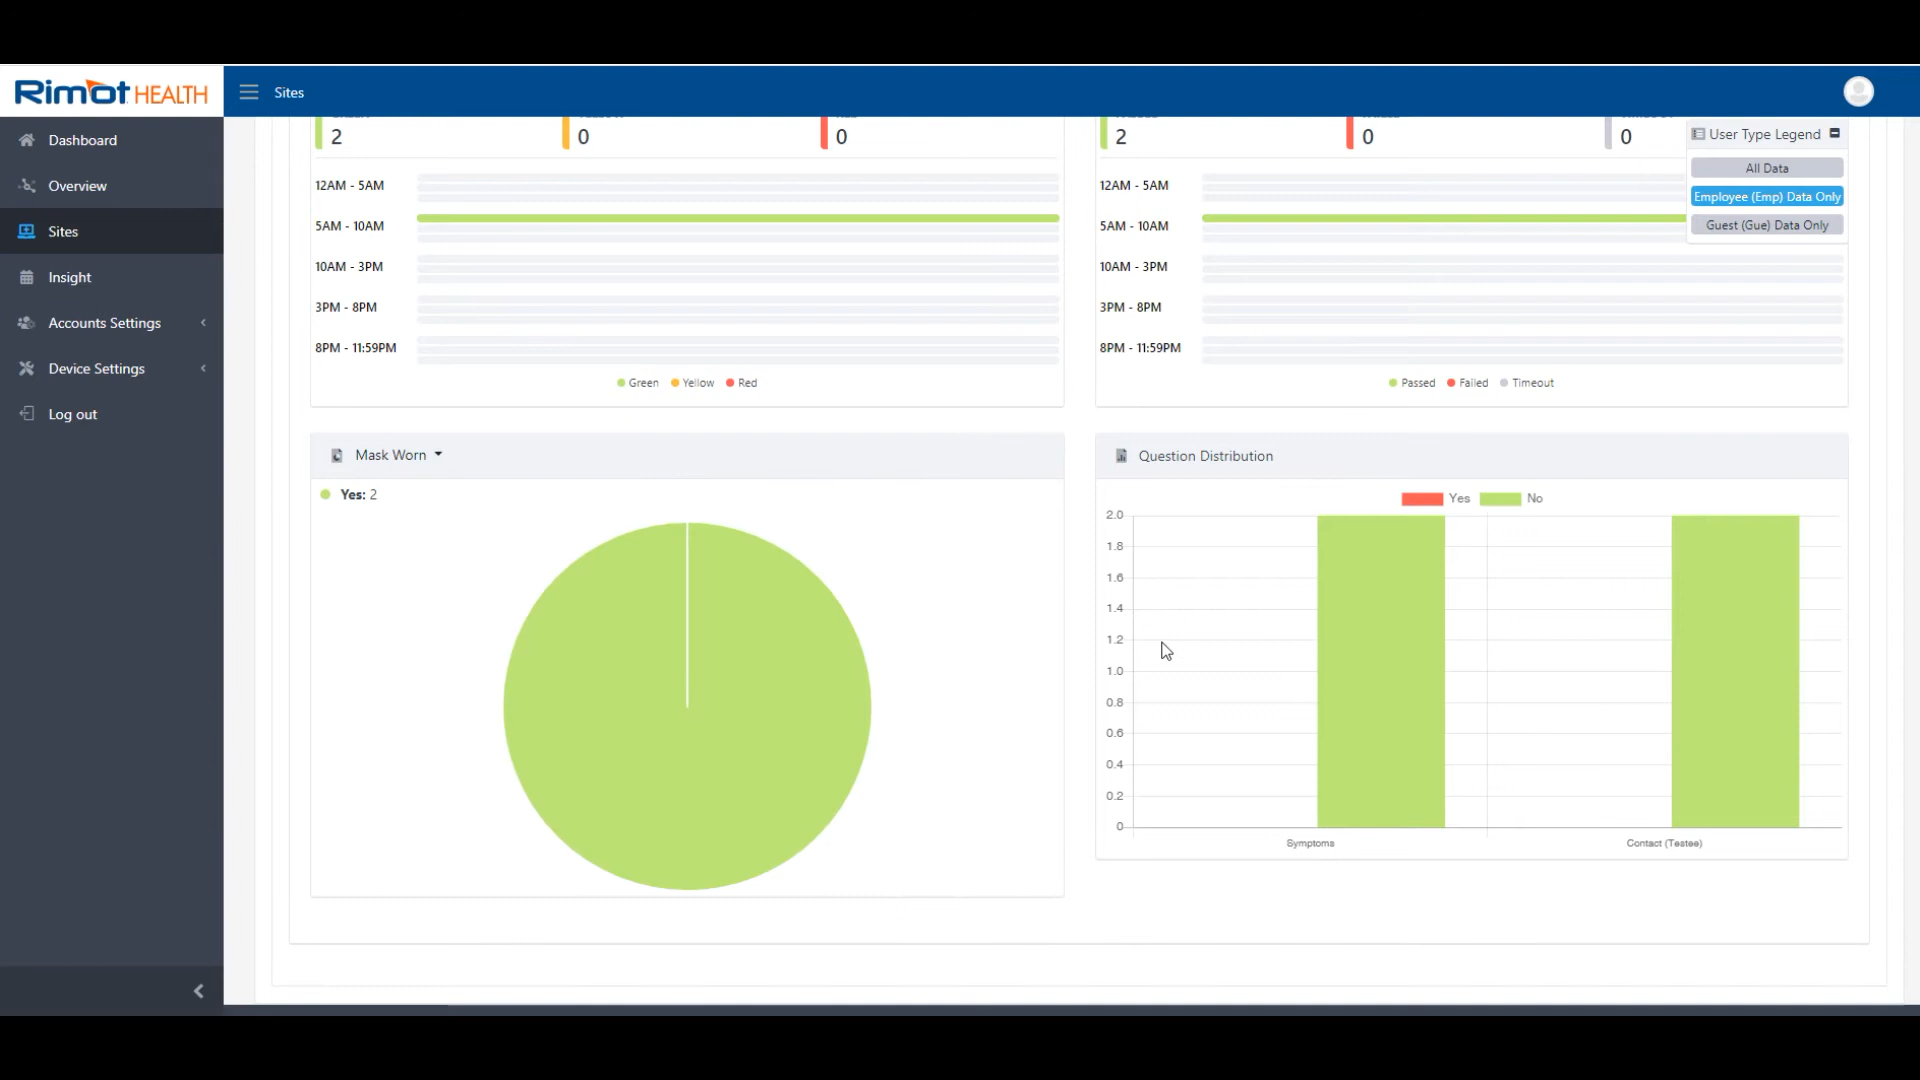 Rimot HEALTH
Sites
Dashboard
Overview
Sites
Insight
Accounts Settings
Device Settings
Log out
2
0
0
12AM - 5AM
5AM - 10AM
10AM - 3PM
3PM - 8PM
8PM - 11:59PM
Green Yellow Red
2
0
0
12AM - 5AM
5AM - 10AM
10AM - 3PM
3PM - 8PM
8PM - 11:59PM
Passed Failed Timeout
User Type Legend
All Data
Employee (Emp) Data Only
Guest (Gue) Data Only
Mask Worn
Yes: 2
Question Distribution
Yes No
2.0
1.8
1.6
1.4
1.2
1.0
0.8
0.6
0.4
0.2
0
Symptoms
Contact (Testee)